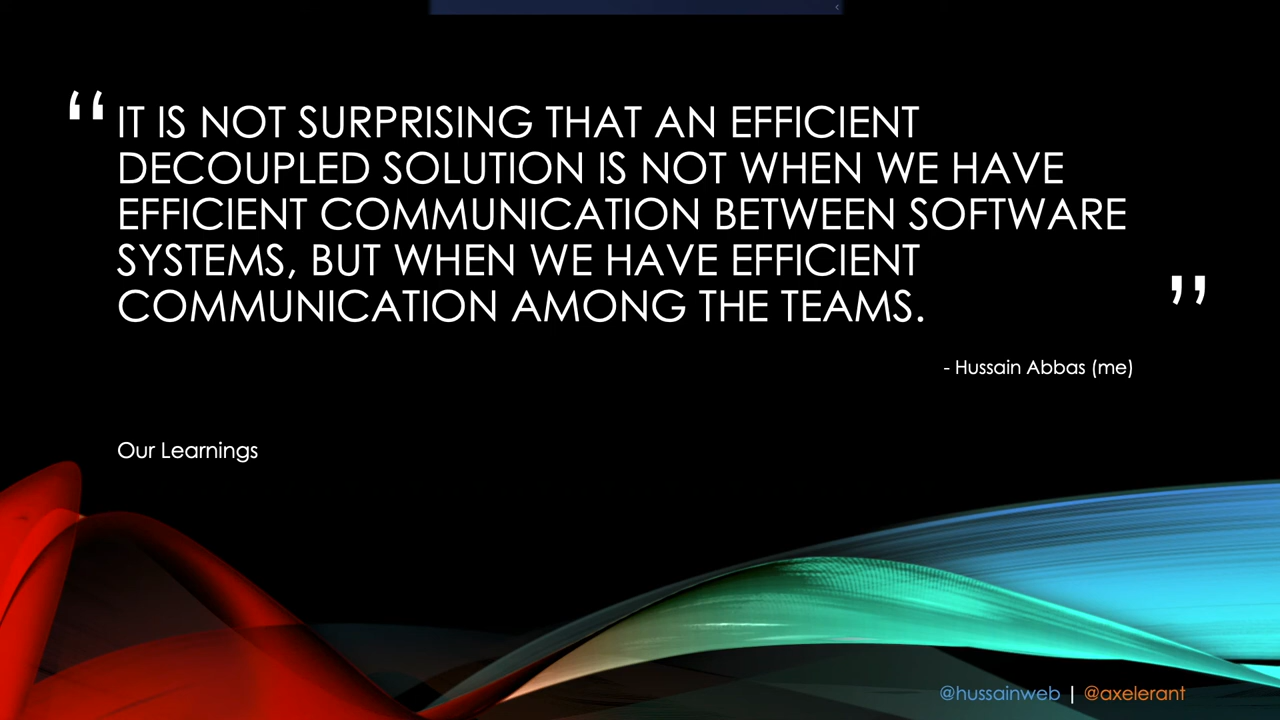 “IT IS NOT SURPRISING THAT AN EFFICIENT
DECOUPLED SOLUTION IS NOT WHEN WE HAVE
EFFICIENT COMMUNICATION BETWEEN SOFTWARE
SYSTEMS, BUT WHEN WE HAVE EFFICIENT
COMMUNICATION AMONG THE TEAMS.”
- Hussain Abbas (me)
Our Learnings
@hussainweb | @axelerant